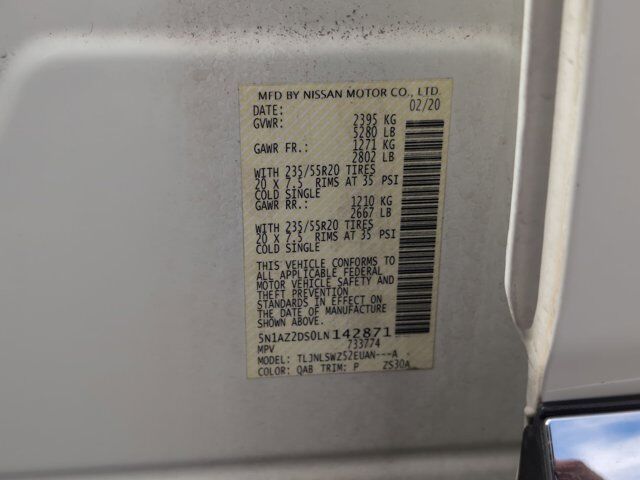 MFD BY NISSAN MOTOR CO., LTD.
DATE: 02/20
GVWR: 2395 KG
5280 LB
GAWR FR.: 1271 KG
2802 LB
WITH 235/55R20 TIRES
20 X 7.5 RIMS AT 35 PSI
COLD SINGLE
GAWR RR.: 1210 KG
2667 LB
WITH 235/55R20 TIRES
20 X 7.5 RIMS AT 35 PSI
COLD SINGLE
THIS VEHICLE CONFORMS TO
ALL APPLICABLE FEDERAL
MOTOR VEHICLE SAFETY AND
THEFT PREVENTION
STANDARDS IN EFFECT ON
THE DATE OF MANUFACTURE
SHOWN ABOVE.
5N1AZ2DS0LN142871
MPV 733774
MODEL: TLJNLSWZ52EUAN---A
COLOR: QAB TRIM: P ZS30A